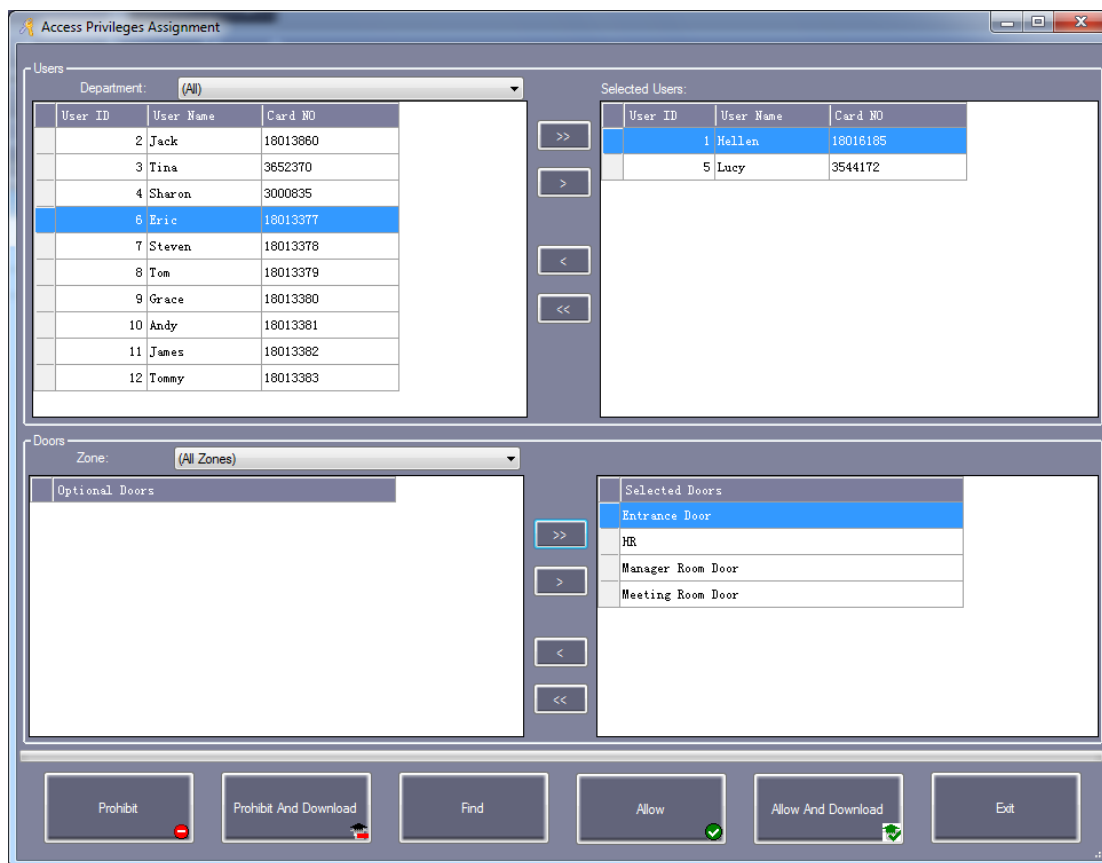 Access Privileges Assignment
Users
Department: (All)
Selected Users:
User ID User Name Card NO
2 Jack 18013860
3 Tina 3652370
4 Sharon 3000835
6 Eric 18013377
7 Steven 18013378
8 Tom 18013379
9 Grace 18013380
10 Andy 18013381
11 James 18013382
12 Tommy 18013383
>>
>
<
<<
User ID User Name Card NO
1 Hellen 18016185
5 Lucy 3544172
Doors
Zone: (All Zones)
Optional Doors
>>
>
<
<<
Selected Doors
Entrance Door
HR
Manager Room Door
Meeting Room Door
Prohibit
Prohibit And Download
Find
Allow
Allow And Download
Exit